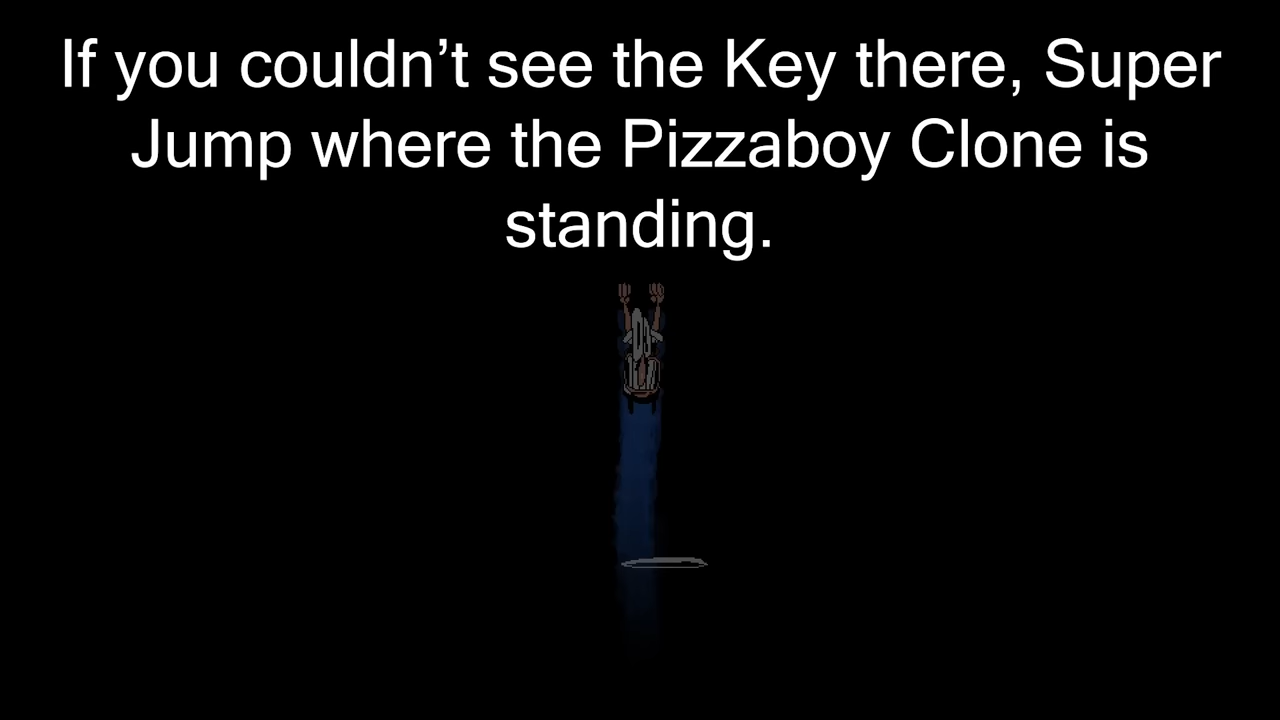 If you couldn’t see the Key there, Super
Jump where the Pizzaboy Clone is
standing.